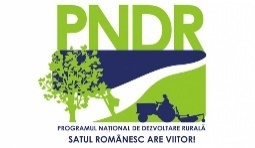 PNDR
PROGRAMUL NAȚIONAL DE DEZVOLTARE RURALĂ
SATUL ROMÂNESC ARE VIITOR!